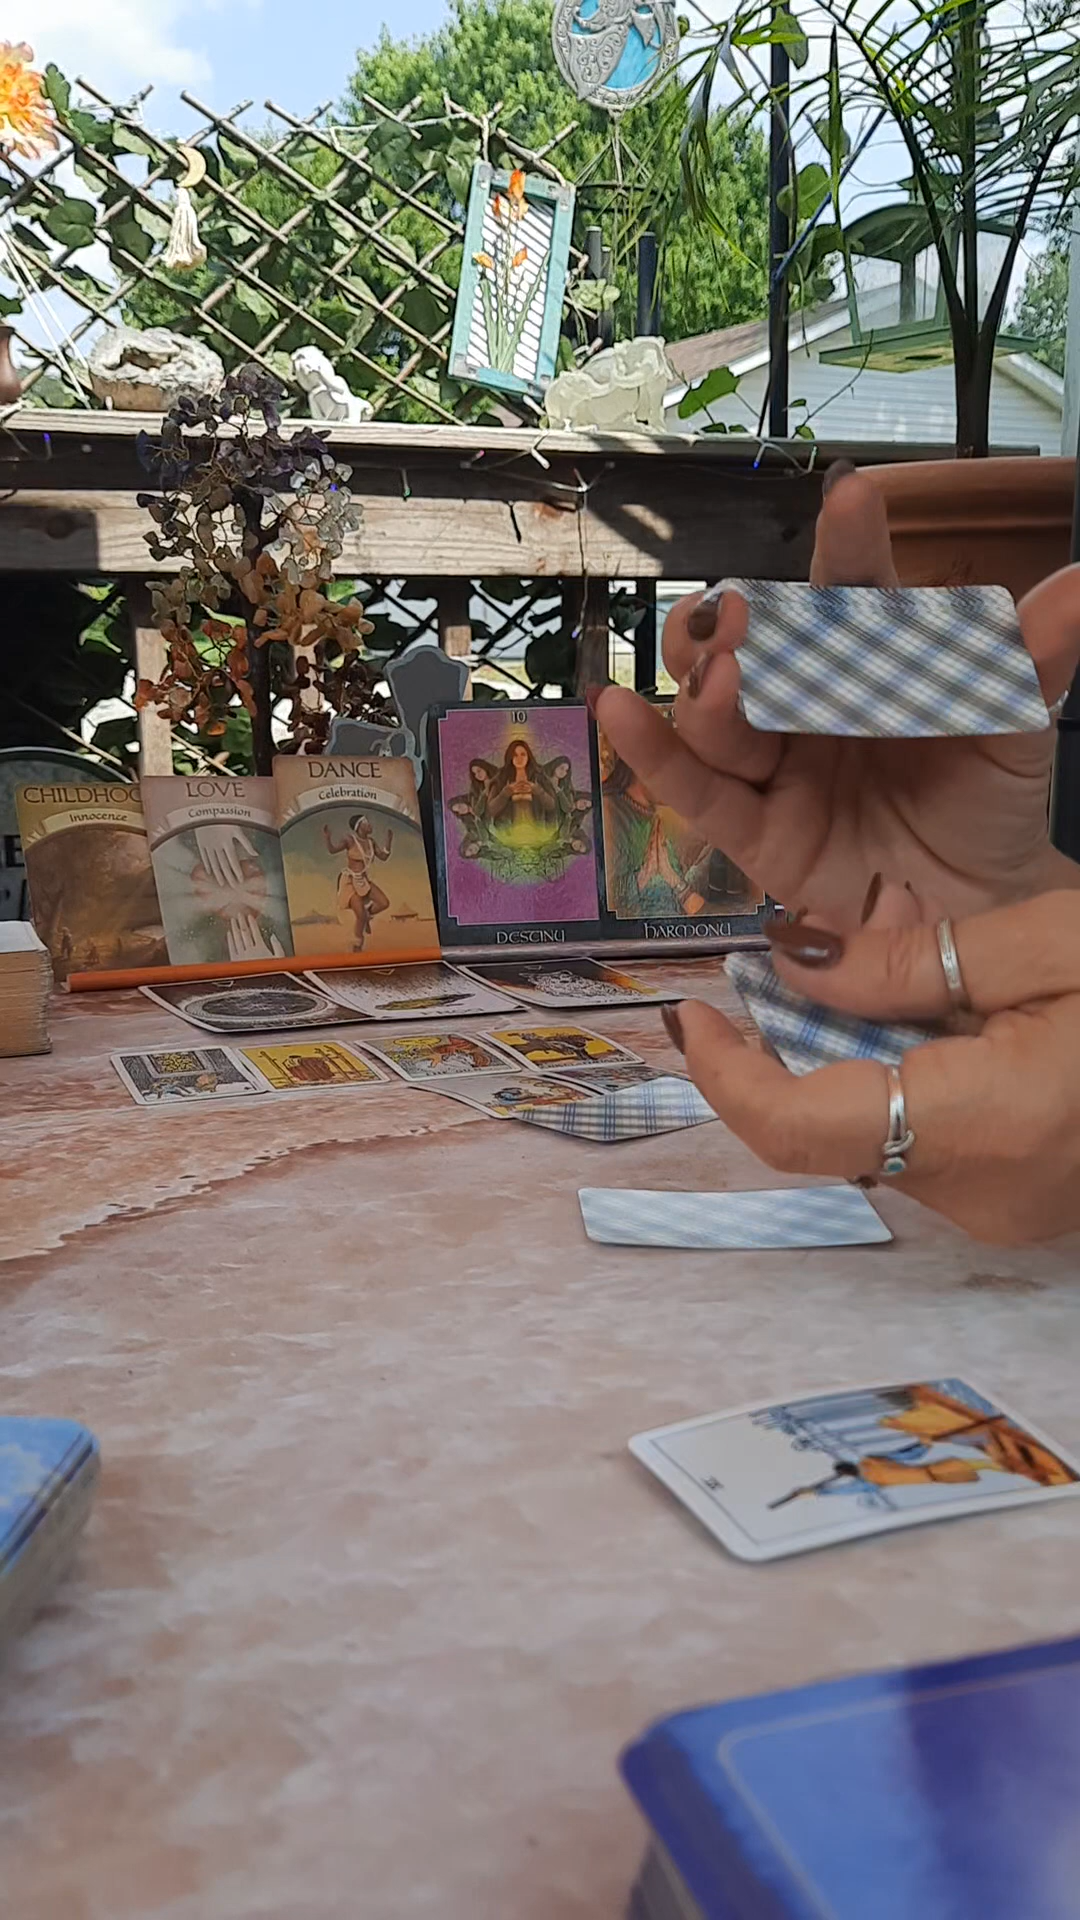 CHILDHOO
Innocence
LOVE
Compassion
DANCE
Celebration
10
DESTINY
HARMONY